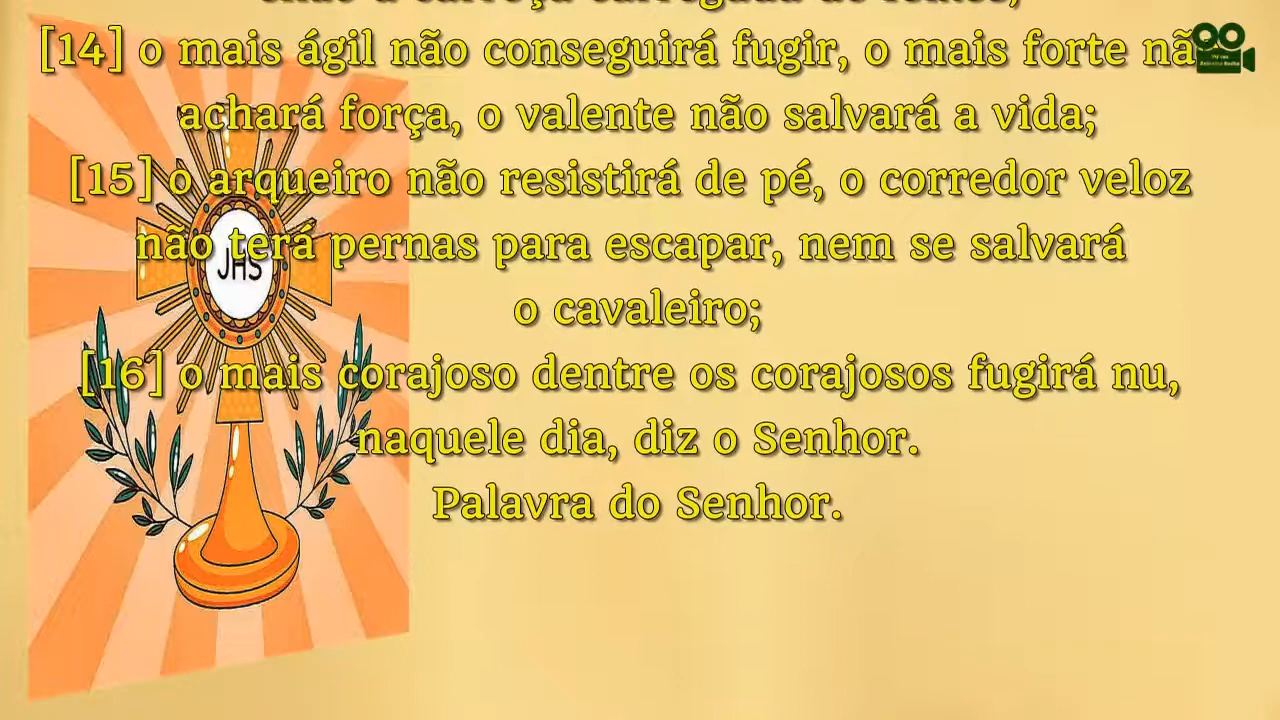 [14] o mais ágil não conseguirá fugir, o mais forte nã
achará força, o valente não salvará a vida;
[15] o arqueiro não resistirá de pé, o corredor veloz
não terá pernas para escapar, nem se salvará
o cavaleiro;
[16] o mais corajoso dentre os corajosos fugirá nu,
naquele dia, diz o Senhor.
Palavra do Senhor.
JHS